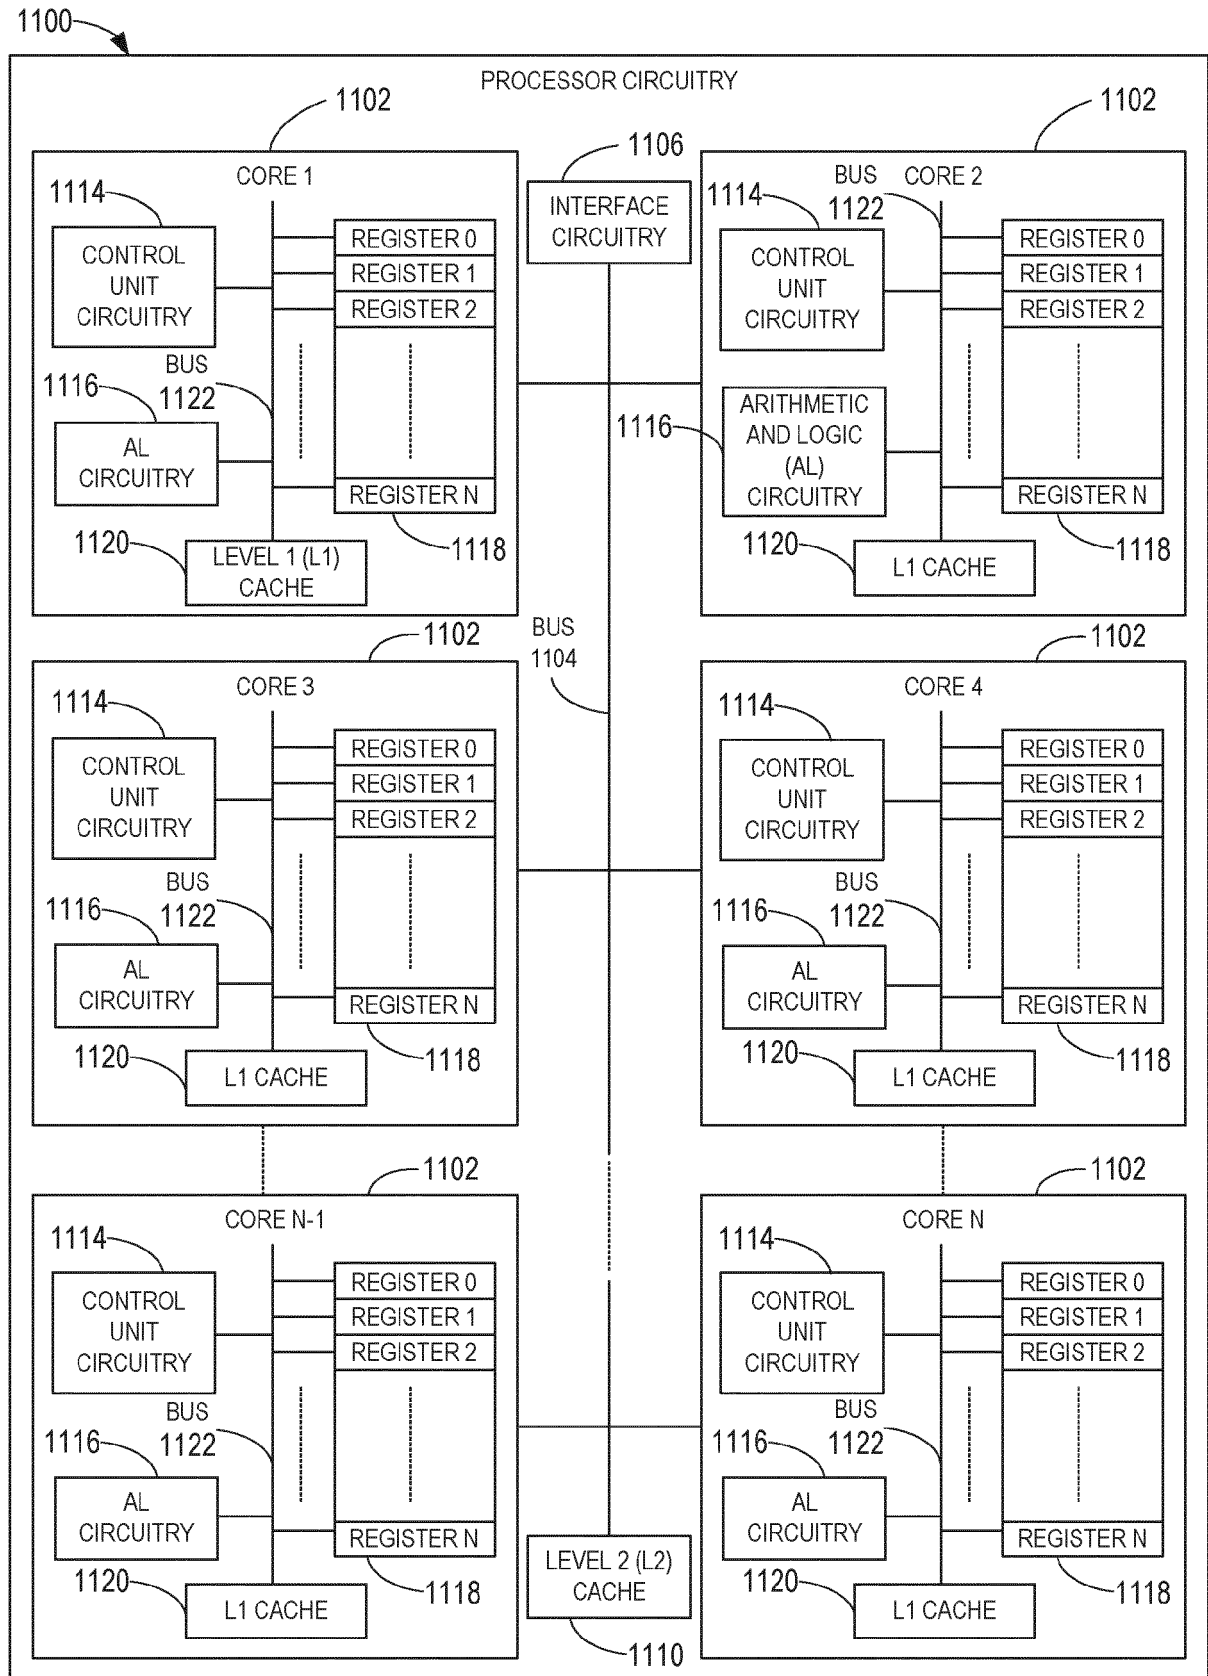 1100
PROCESSOR CIRCUITRY
1102
CORE 1
1114
CONTROL
UNIT
CIRCUITRY
REGISTER 0
REGISTER 1
REGISTER 2
BUS
1122
1116
AL
CIRCUITRY
REGISTER N
1118
1120
LEVEL 1 (L1)
CACHE
1106
INTERFACE
CIRCUITRY
1102
BUS
1122
CORE 2
1114
CONTROL
UNIT
CIRCUITRY
REGISTER 0
REGISTER 1
REGISTER 2
1116
ARITHMETIC
AND LOGIC
(AL)
CIRCUITRY
REGISTER N
1118
1120
L1 CACHE
BUS
1104
1102
CORE 3
1114
CONTROL
UNIT
CIRCUITRY
REGISTER 0
REGISTER 1
REGISTER 2
BUS
1122
1116
AL
CIRCUITRY
REGISTER N
1118
1120
L1 CACHE
1102
CORE 4
1114
CONTROL
UNIT
CIRCUITRY
REGISTER 0
REGISTER 1
REGISTER 2
BUS
1122
1116
AL
CIRCUITRY
REGISTER N
1118
1120
L1 CACHE
1102
CORE N-1
1114
CONTROL
UNIT
CIRCUITRY
REGISTER 0
REGISTER 1
REGISTER 2
BUS
1122
1116
AL
CIRCUITRY
REGISTER N
1118
1120
L1 CACHE
LEVEL 2 (L2)
CACHE
1110
1102
CORE N
1114
CONTROL
UNIT
CIRCUITRY
REGISTER 0
REGISTER 1
REGISTER 2
BUS
1122
1116
AL
CIRCUITRY
REGISTER N
1118
1120
L1 CACHE